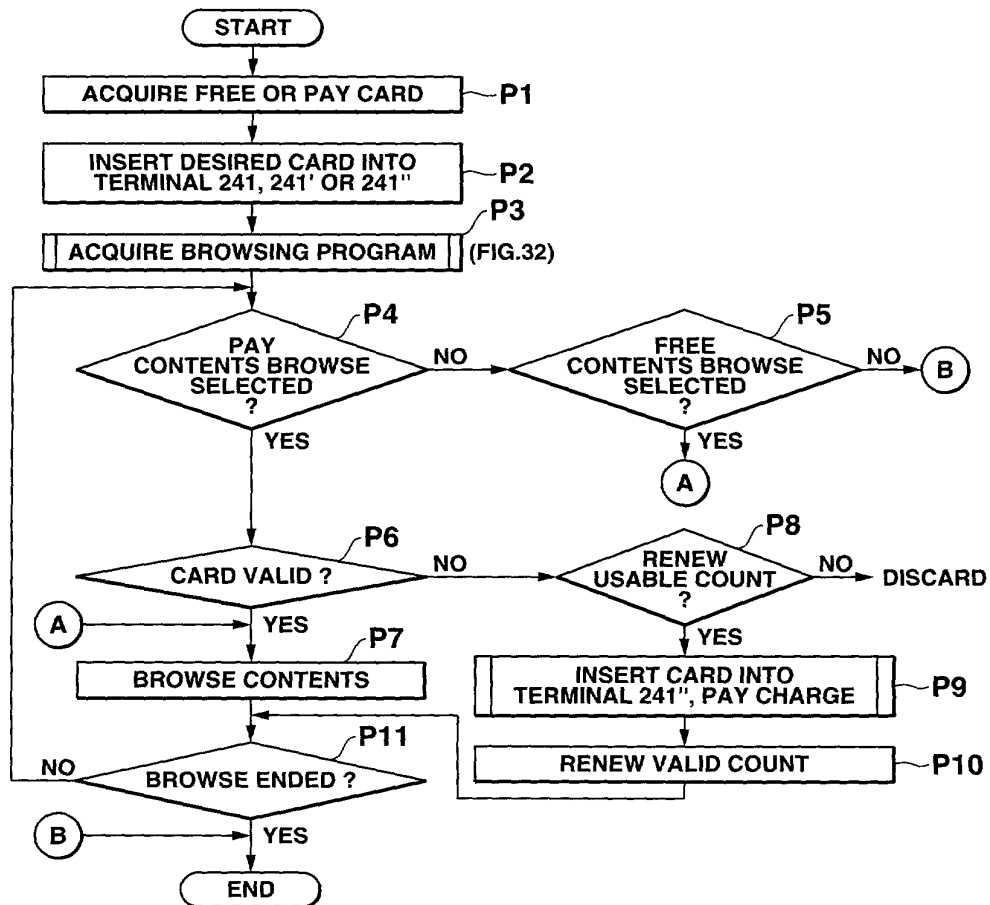 START
ACQUIRE FREE OR PAY CARD
P1
INSERT DESIRED CARD INTO
TERMINAL 241, 241' OR 241"
P2
P3
ACQUIRE BROWSING PROGRAM
(FIG.32)
P4
PAY
CONTENTS BROWSE
SELECTED
?
NO
YES
P5
FREE
CONTENTS BROWSE
SELECTED
?
NO
B
YES
A
P6
CARD VALID ?
NO
YES
A
P8
RENEW
USABLE COUNT
?
NO
DISCARD
YES
P7
BROWSE CONTENTS
INSERT CARD INTO
TERMINAL 241", PAY CHARGE
P9
P11
BROWSE ENDED ?
NO
RENEW VALID COUNT
P10
B
YES
END